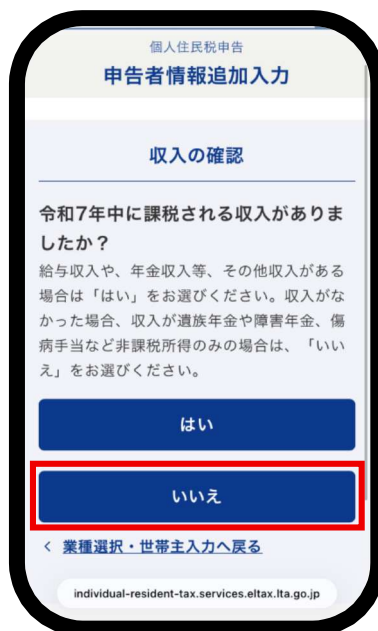 個人住民税申告
申告者情報追加入力
収入の確認
令和7年中に課税される収入がありま
したか？
給与収入や、年金収入等、その他収入がある
場合は「はい」をお選びください。収入がな
かった場合、収入が遺族年金や障害年金、傷
病手当など非課税所得のみの場合は、「いい
え」をお選びください。
はい
いいえ
< 業種選択・世帯主入力へ戻る
individual-resident-tax.services.eltax.lta.go.jp